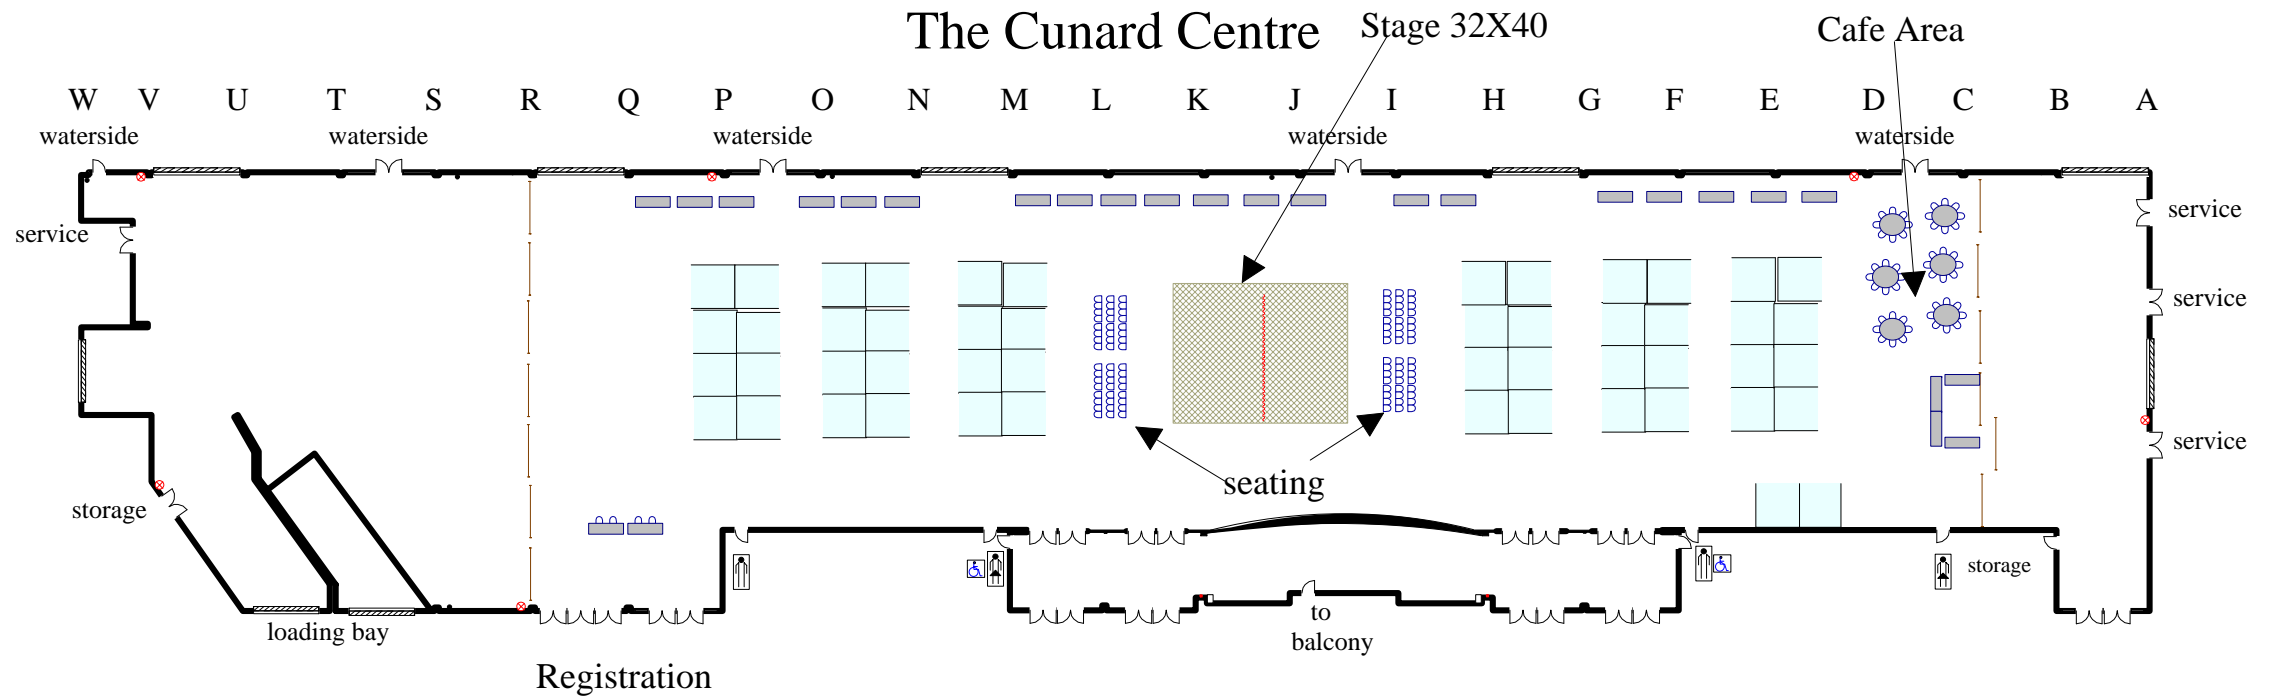 The Cunard Centre
Stage 32X40
Cafe Area
W V U T S R Q P O N M L K J I H G F E D C B A
waterside waterside waterside waterside waterside
service
service
service
service
storage
seating
storage
loading bay
to
balcony
Registration